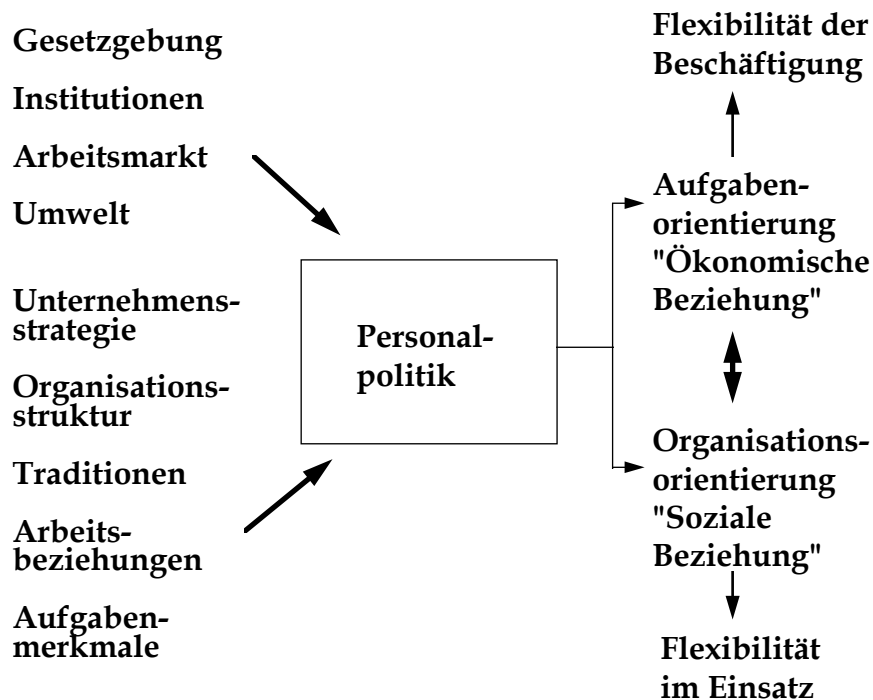 Gesetzgebung
Institutionen
Arbeitsmarkt
Umwelt
Unternehmens-
strategie
Organisations-
struktur
Traditionen
Arbeits-
beziehungen
Aufgaben-
merkmale
Personal-
politik
Flexibilität der
Beschäftigung
Aufgaben-
orientierung
"Ökonomische
Beziehung"
Organisations-
orientierung
"Soziale
Beziehung"
Flexibilität
im Einsatz